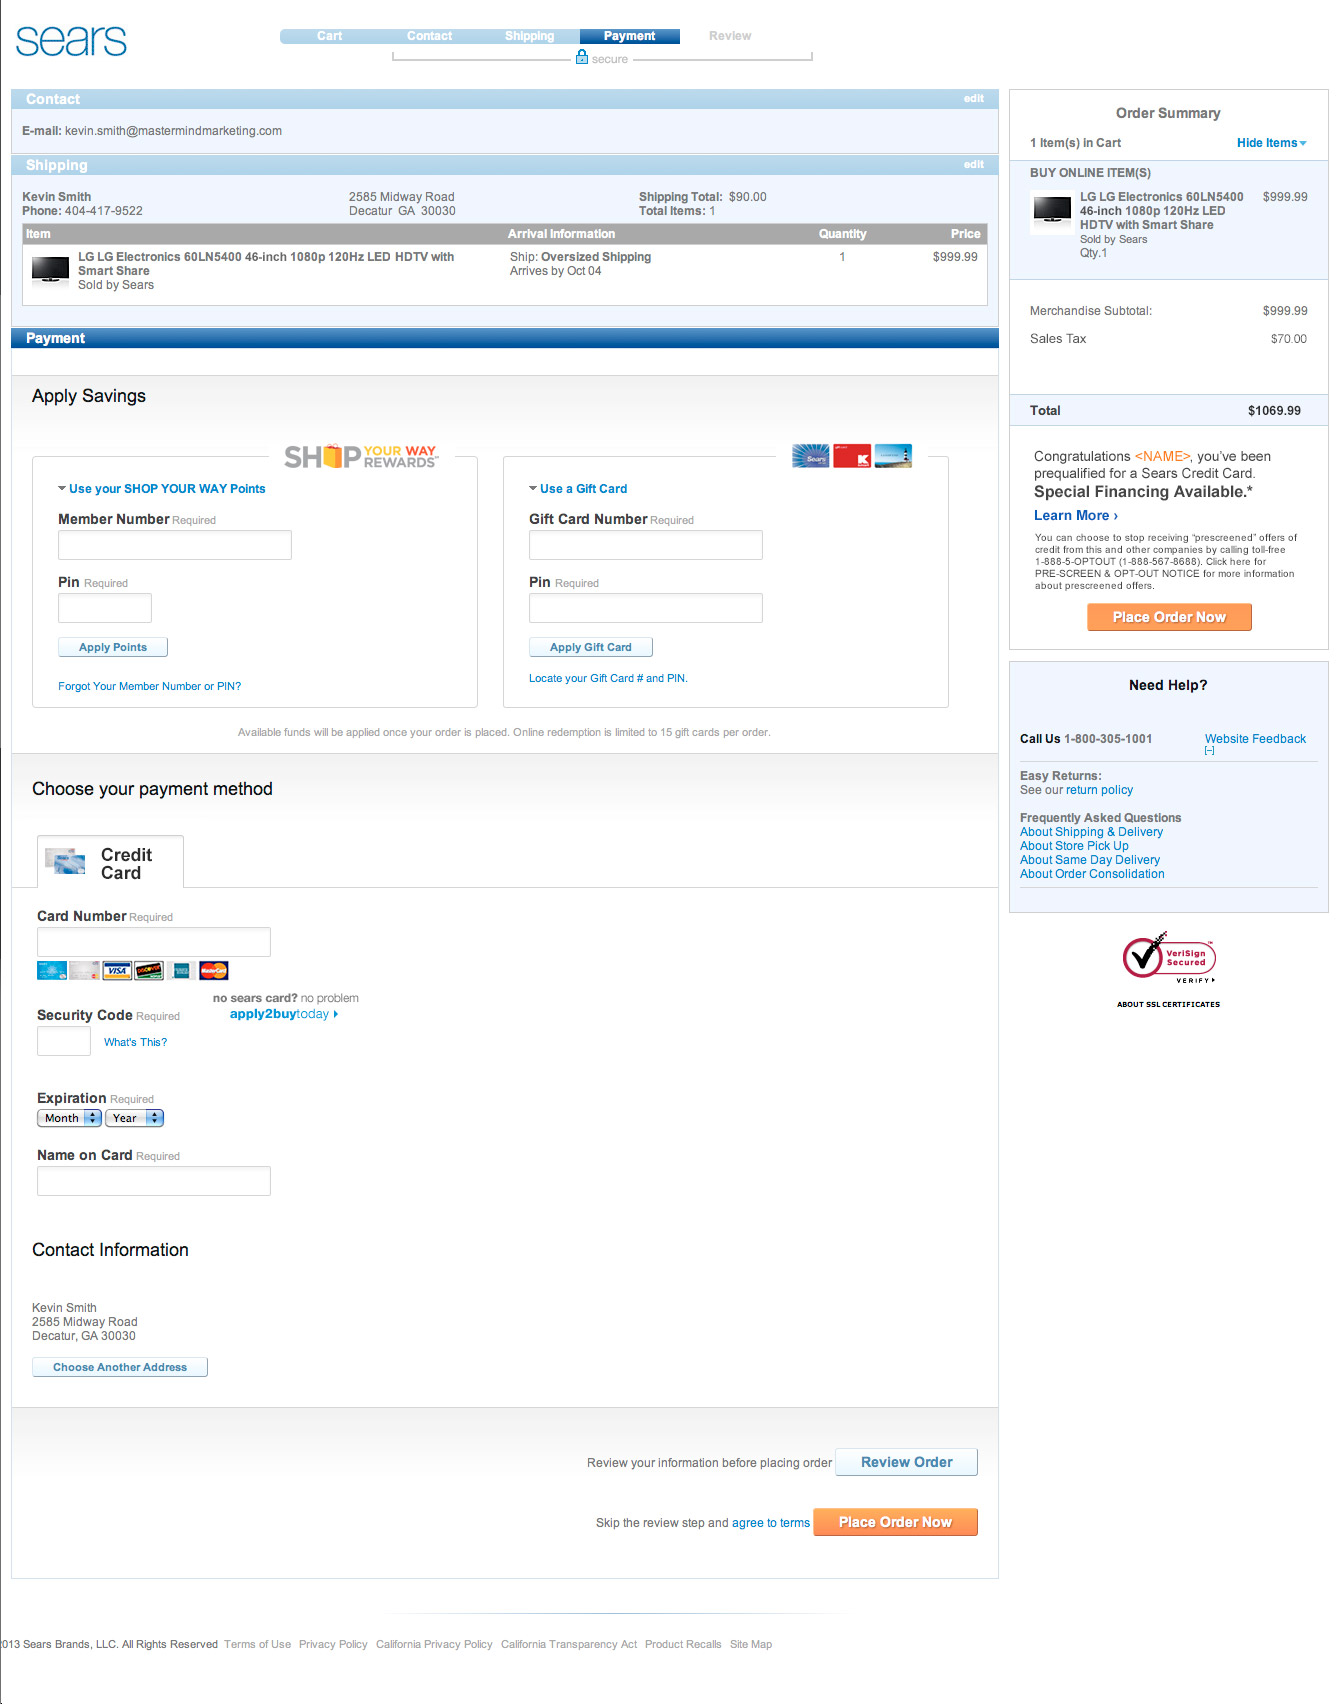 sears
Cart Contact Shipping Payment Review
secure
Contact edit
E-mail: kevin.smith@mastermindmarketing.com
Shipping edit
Kevin Smith 2585 Midway Road Shipping Total: $90.00
Phone: 404-417-9522 Decatur GA 30030 Total Items: 1
Item Arrival Information Quantity Price
LG LG Electronics 60LN5400 46-inch 1080p 120Hz LED HDTV with Ship: Oversized Shipping 1 $999.99
Smart Share Arrives by Oct 04
Sold by Sears
Payment
Apply Savings
SHOP YOUR WAY REWARDS℠
Use your SHOP YOUR WAY Points
Member Number Required
Pin Required
Apply Points
Forgot Your Member Number or PIN?
Sears K
Use a Gift Card
Gift Card Number Required
Pin Required
Apply Gift Card
Locate your Gift Card # and PIN.
Available funds will be applied once your order is placed. Online redemption is limited to 15 gift cards per order.
Choose your payment method
Credit
Card
Card Number Required
VISA DISCOVER MasterCard
no sears card? no problem
apply2buytoday
Security Code Required
What's This?
Expiration Required
Month Year
Name on Card Required
Contact Information
Kevin Smith
2585 Midway Road
Decatur, GA 30030
Choose Another Address
Review your information before placing order Review Order
Skip the review step and agree to terms Place Order Now
Order Summary
1 Item(s) in Cart Hide Items
BUY ONLINE ITEM(S)
LG LG Electronics 60LN5400 $999.99
46-inch 1080p 120Hz LED
HDTV with Smart Share
Sold by Sears
Qty.1
Merchandise Subtotal: $999.99
Sales Tax $70.00
Total $1069.99
Congratulations <NAME>, you've been
prequalified for a Sears Credit Card.
Special Financing Available.*
Learn More ›
You can choose to stop receiving “prescreened” offers of
credit from this and other companies by calling toll-free
1-888-5-OPTOUT (1-888-567-8688). Click here for
PRE-SCREEN & OPT-OUT NOTICE for more information
about prescreened offers.
Place Order Now
Need Help?
Call Us 1-800-305-1001 Website Feedback
[–]
Easy Returns:
See our return policy
Frequently Asked Questions
About Shipping & Delivery
About Store Pick Up
About Same Day Delivery
About Order Consolidation
VeriSign™
Secured
VERIFY
ABOUT SSL CERTIFICATES
2013 Sears Brands, LLC. All Rights Reserved Terms of Use Privacy Policy California Privacy Policy California Transparency Act Product Recalls Site Map